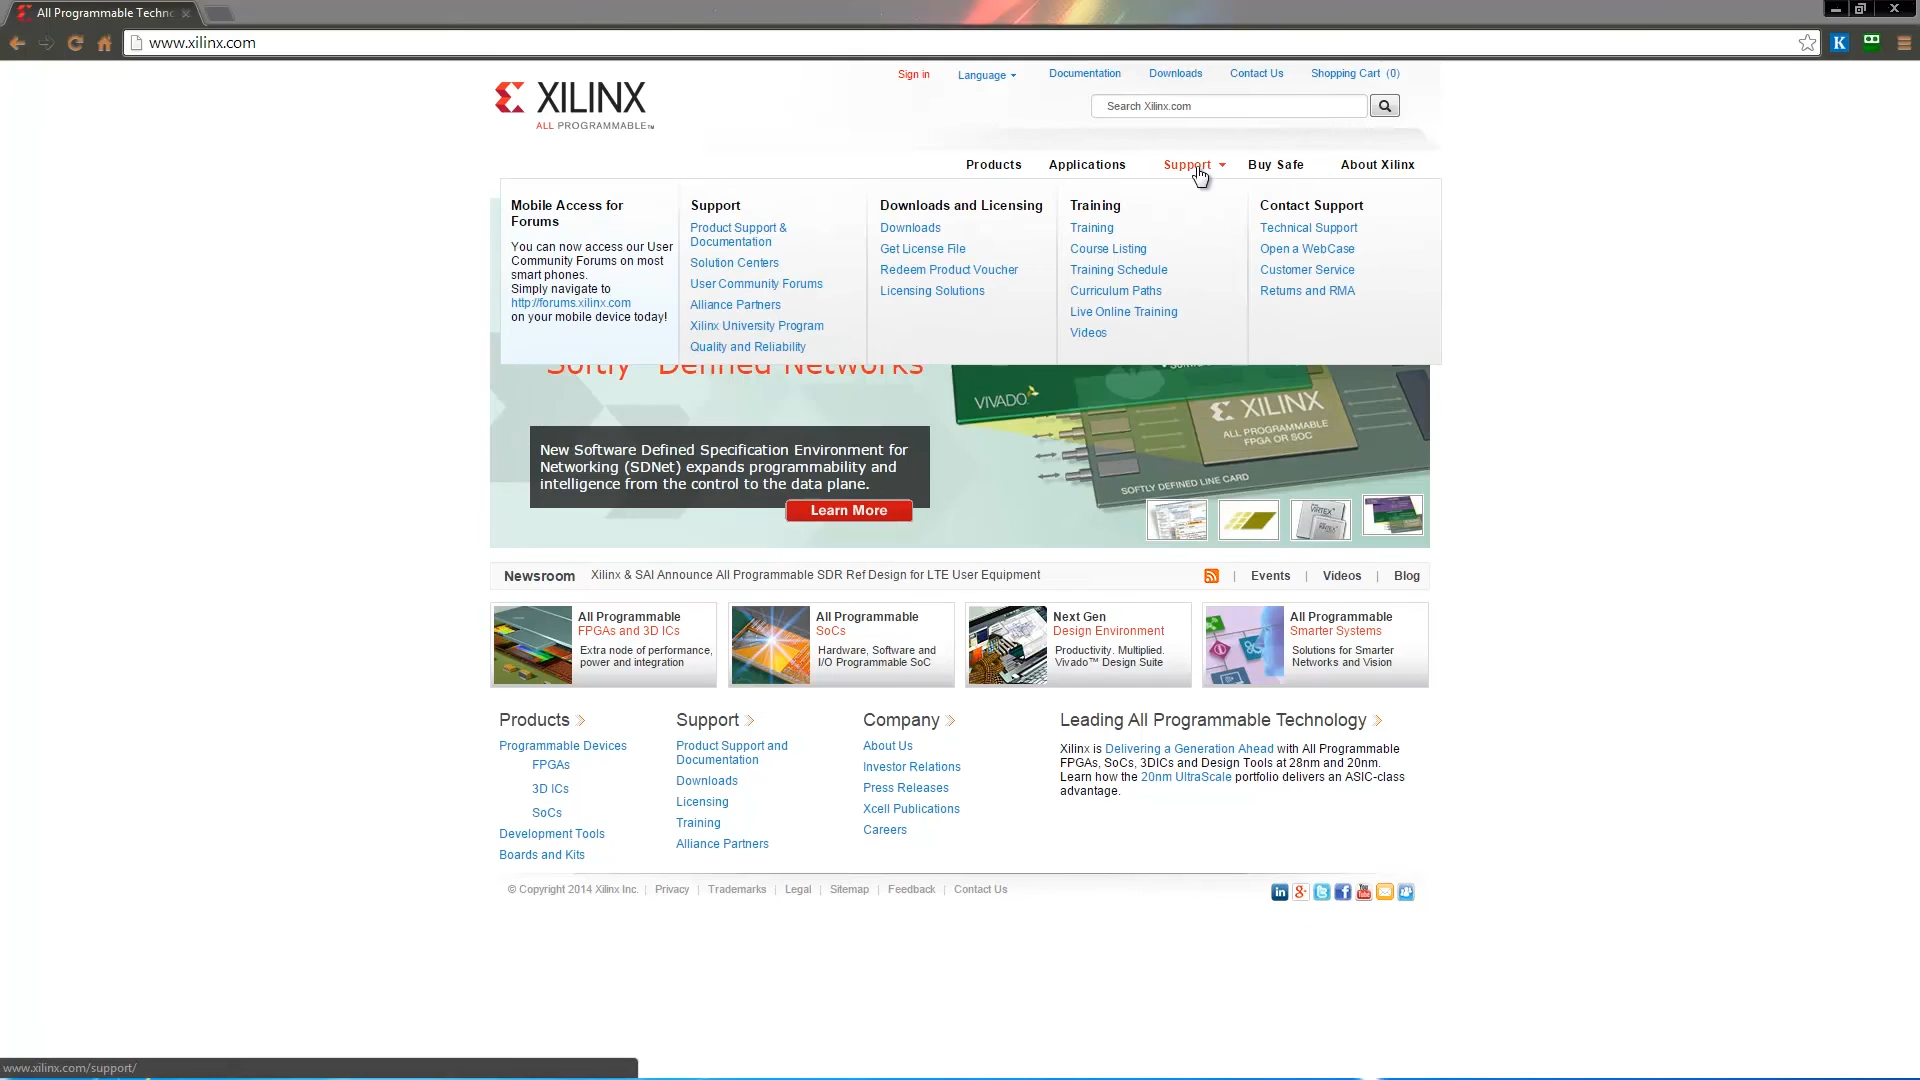 All Programmable Techno
www.xilinx.com
K
Sign in
Language
Documentation
Downloads
Contact Us
Shopping Cart (0)
XILINX
ALL PROGRAMMABLE™
Search Xilinx.com
Products
Applications
Support
Buy Safe
About Xilinx
Mobile Access for
Forums
You can now access our User
Community Forums on most
smart phones.
Simply navigate to
http://forums.xilinx.com
on your mobile device today!
Support
Product Support &
Documentation
Solution Centers
User Community Forums
Alliance Partners
Xilinx University Program
Quality and Reliability
Downloads and Licensing
Downloads
Get License File
Redeem Product Voucher
Licensing Solutions
Training
Training
Course Listing
Training Schedule
Curriculum Paths
Live Online Training
Videos
Contact Support
Technical Support
Open a WebCase
Customer Service
Returns and RMA
"Softly" Defined Networks
New Software Defined Specification Environment for
Networking (SDNet) expands programmability and
intelligence from the control to the data plane.
Learn More
VIVADO
XILINX
ALL PROGRAMMABLE
FPGA OR SOC
SOFTLY DEFINED LINE CARD
VIRTEX
Newsroom
Xilinx & SAI Announce All Programmable SDR Ref Design for LTE User Equipment
| Events | Videos | Blog
All Programmable
FPGAs and 3D ICs
Extra node of performance,
power and integration
All Programmable
SoCs
Hardware, Software and
I/O Programmable SoC
Next Gen
Design Environment
Productivity. Multiplied.
Vivado™ Design Suite
All Programmable
Smarter Systems
Solutions for Smarter
Networks and Vision
Products
Programmable Devices
FPGAs
3D ICs
SoCs
Development Tools
Boards and Kits
Support
Product Support and
Documentation
Downloads
Licensing
Training
Alliance Partners
Company
About Us
Investor Relations
Press Releases
Xcell Publications
Careers
Leading All Programmable Technology
Xilinx is Delivering a Generation Ahead with All Programmable
FPGAs, SoCs, 3DICs and Design Tools at 28nm and 20nm.
Learn how the 20nm UltraScale portfolio delivers an ASIC-class
advantage.
© Copyright 2014 Xilinx Inc. | Privacy | Trademarks | Legal | Sitemap | Feedback | Contact Us
www.xilinx.com/support/